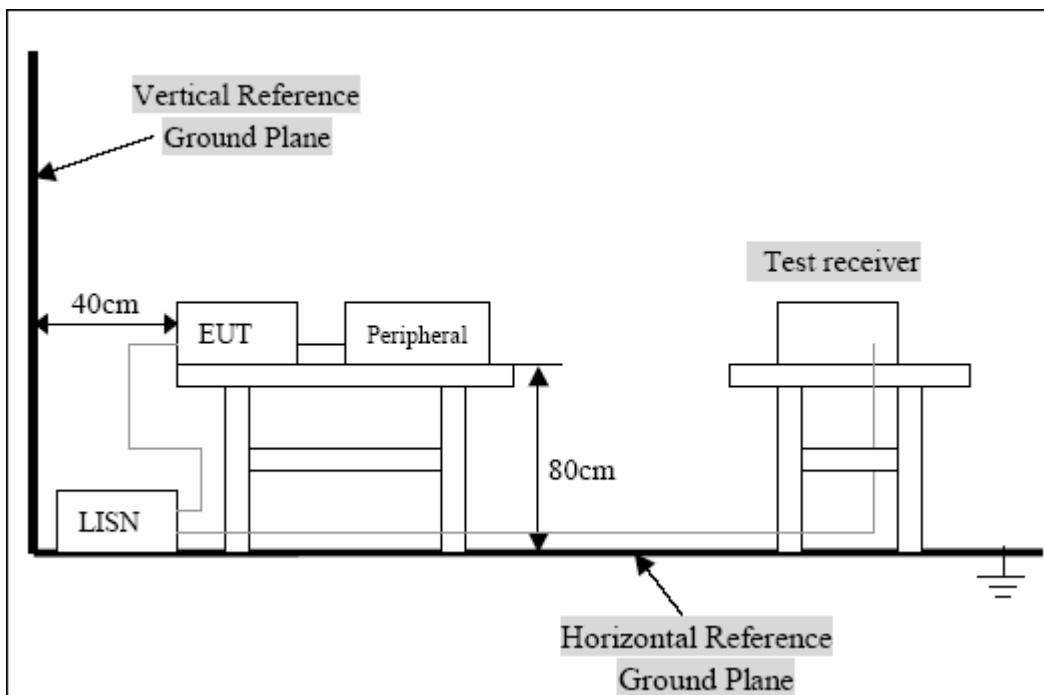 Vertical Reference
Ground Plane
Test receiver
40cm
EUT
Peripheral
80cm
LISN
Horizontal Reference
Ground Plane